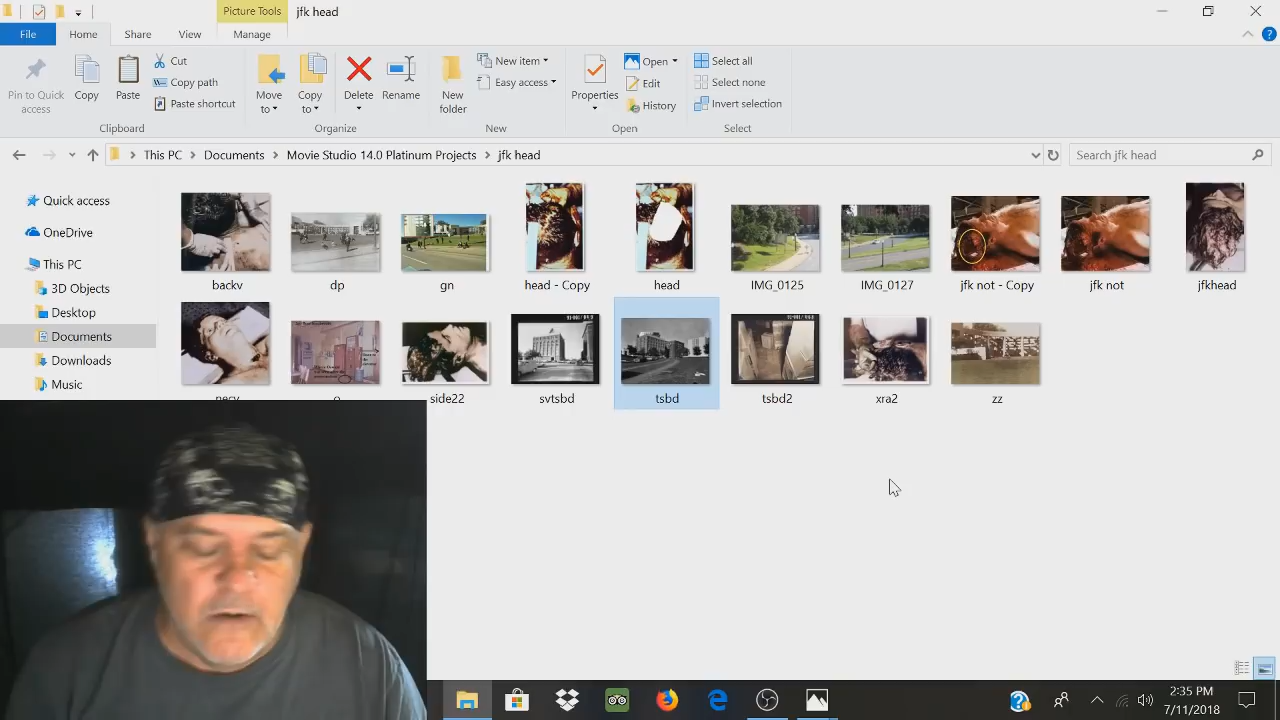 Picture Tools
jfk head
File
Home
Share
View
Manage
Pin to Quick access
Copy
Paste
Cut
Copy path
Paste shortcut
Clipboard
Move to
Copy to
Delete
Rename
Organize
New folder
New item
Easy access
New
Properties
Open
Edit
History
Open
Select all
Select none
Invert selection
Select
This PC
Documents
Movie Studio 14.0 Platinum Projects
jfk head
Search jfk head
Quick access
OneDrive
This PC
3D Objects
Desktop
Documents
Downloads
Music
backv
dp
gn
head - Copy
head
IMG_0125
IMG_0127
jfk not - Copy
jfk not
jfkhead
side22
svtsbd
tsbd
tsbd2
xra2
zz
2:35 PM
7/11/2018